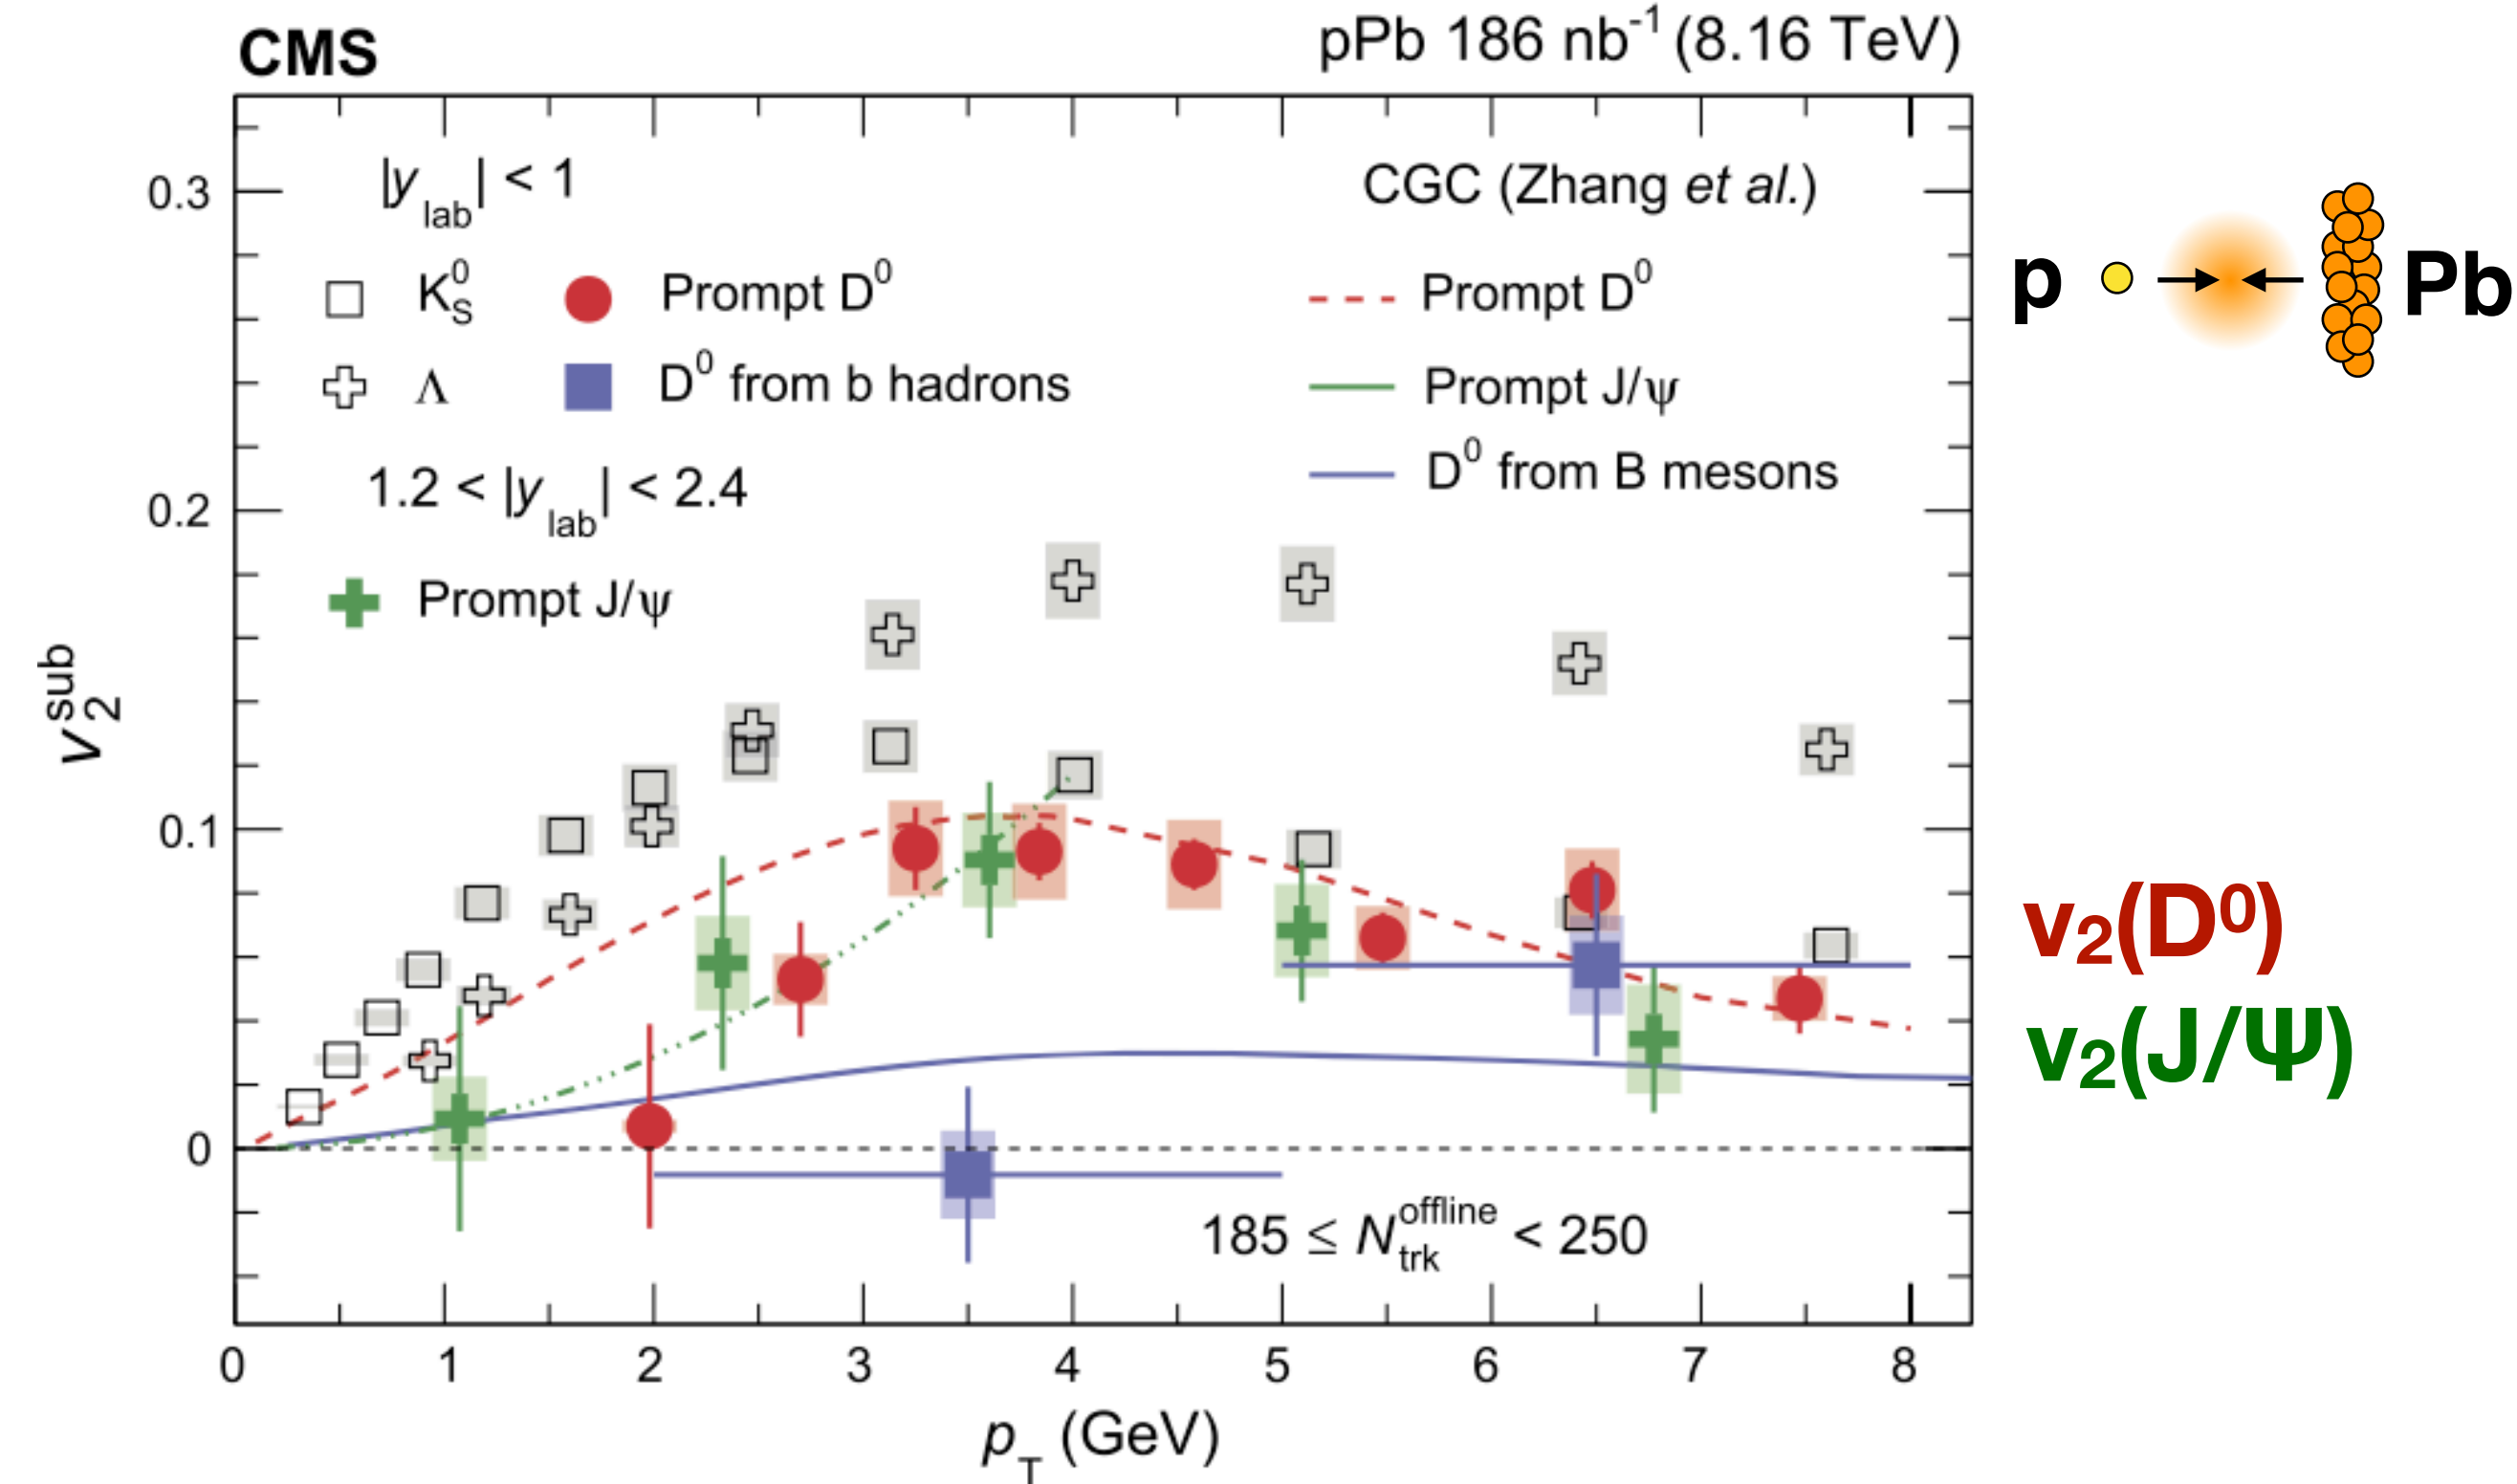 CMS
pPb 186 nb⁻¹ (8.16 TeV)
|y_lab| < 1
K_S^0
Prompt D⁰
Λ
D⁰ from b hadrons
1.2 < |y_lab| < 2.4
Prompt J/ψ
CGC (Zhang et al.)
Prompt D⁰
Prompt J/ψ
D⁰ from B mesons
185 ≤ N_trk^offline < 250
v_2^sub
0.3
0.2
0.1
0
0 1 2 3 4 5 6 7 8
p_T (GeV)
p Pb
v₂(D⁰)
v₂(J/Ψ)